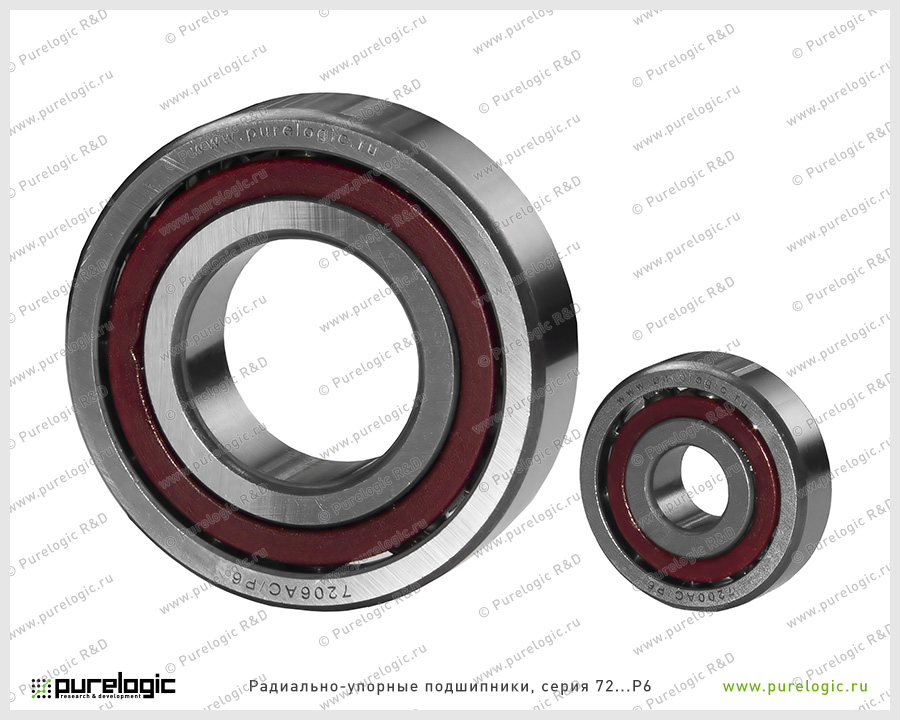 www.purelogic.ru
7206AC/P6
www.purelogic.ru
7200AC/P6
© Purelogic R&D
www.purelogic.ru
purelogic
research & development
Радиально-упорные подшипники, серия 72...P6
www.purelogic.ru